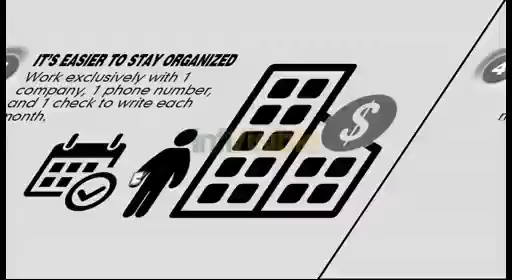 IT'S EASIER TO STAY ORGANIZED
Work exclusively with 1
company, 1 phone number,
and 1 check to write each
month.
$
4